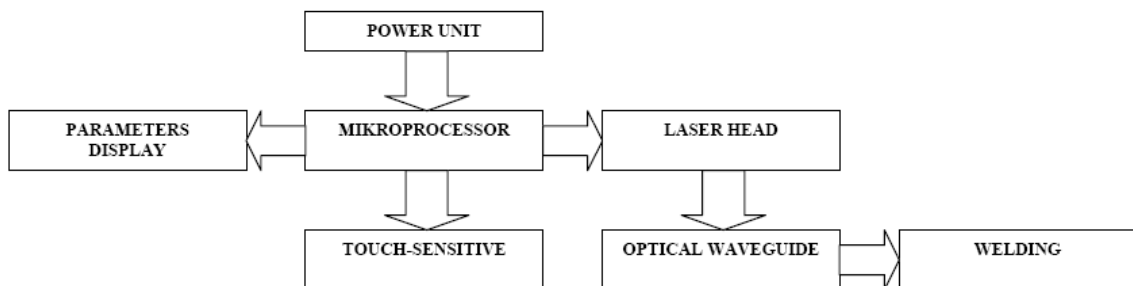 POWER UNIT
PARAMETERS
DISPLAY
MIKROPROCESSOR
LASER HEAD
TOUCH-SENSITIVE
OPTICAL WAVEGUIDE
WELDING